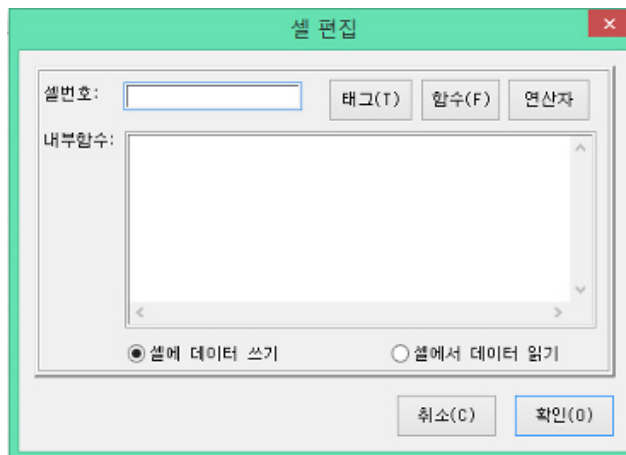 셀 편집
셀번호: 태그(T) 함수(F) 연산자
내부함수:
셀에 데이터 쓰기 셀에서 데이터 읽기
취소(C) 확인(O)